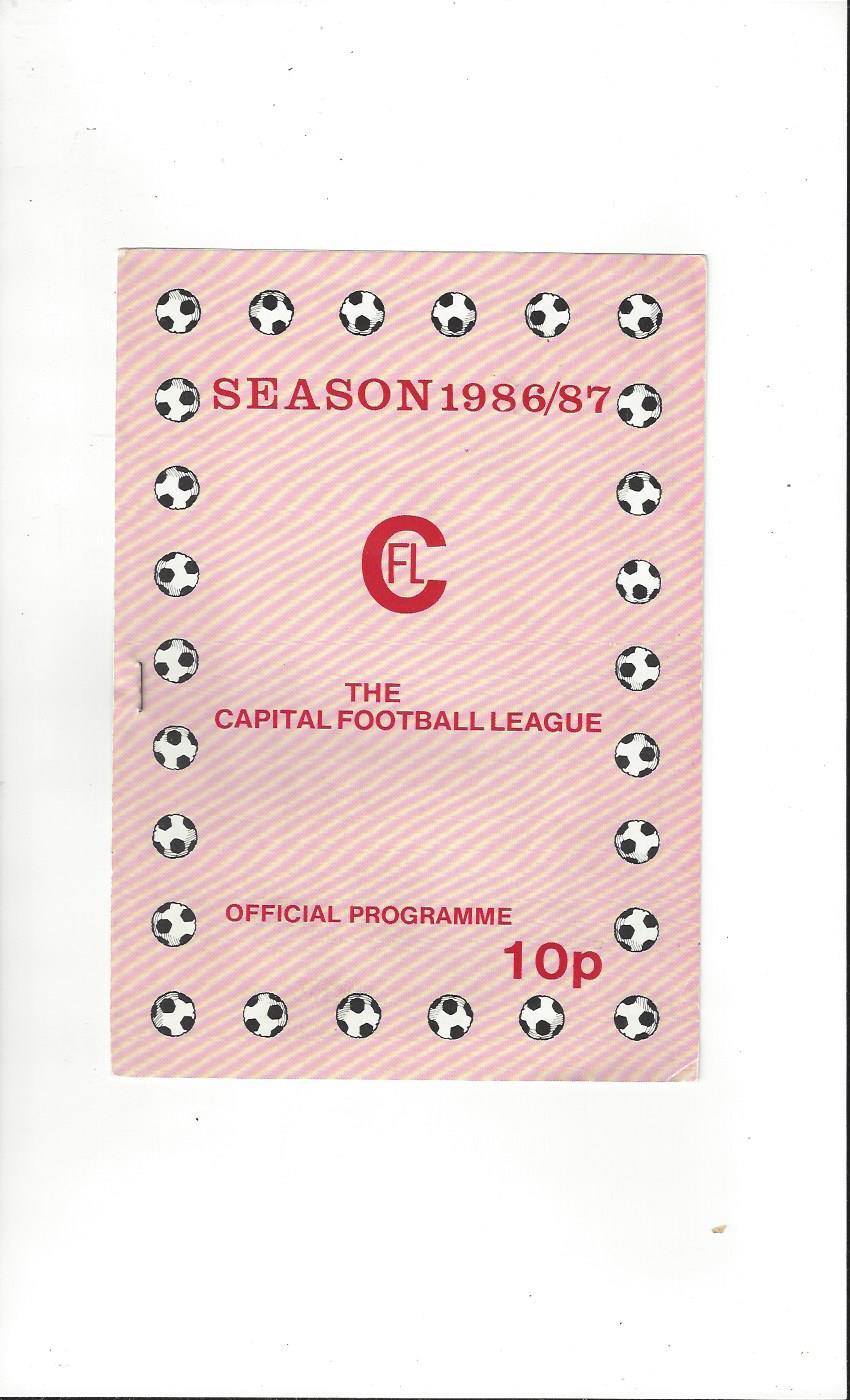 SEASON 1986/87
CFL
THE
CAPITAL FOOTBALL LEAGUE
OFFICIAL PROGRAMME
10p